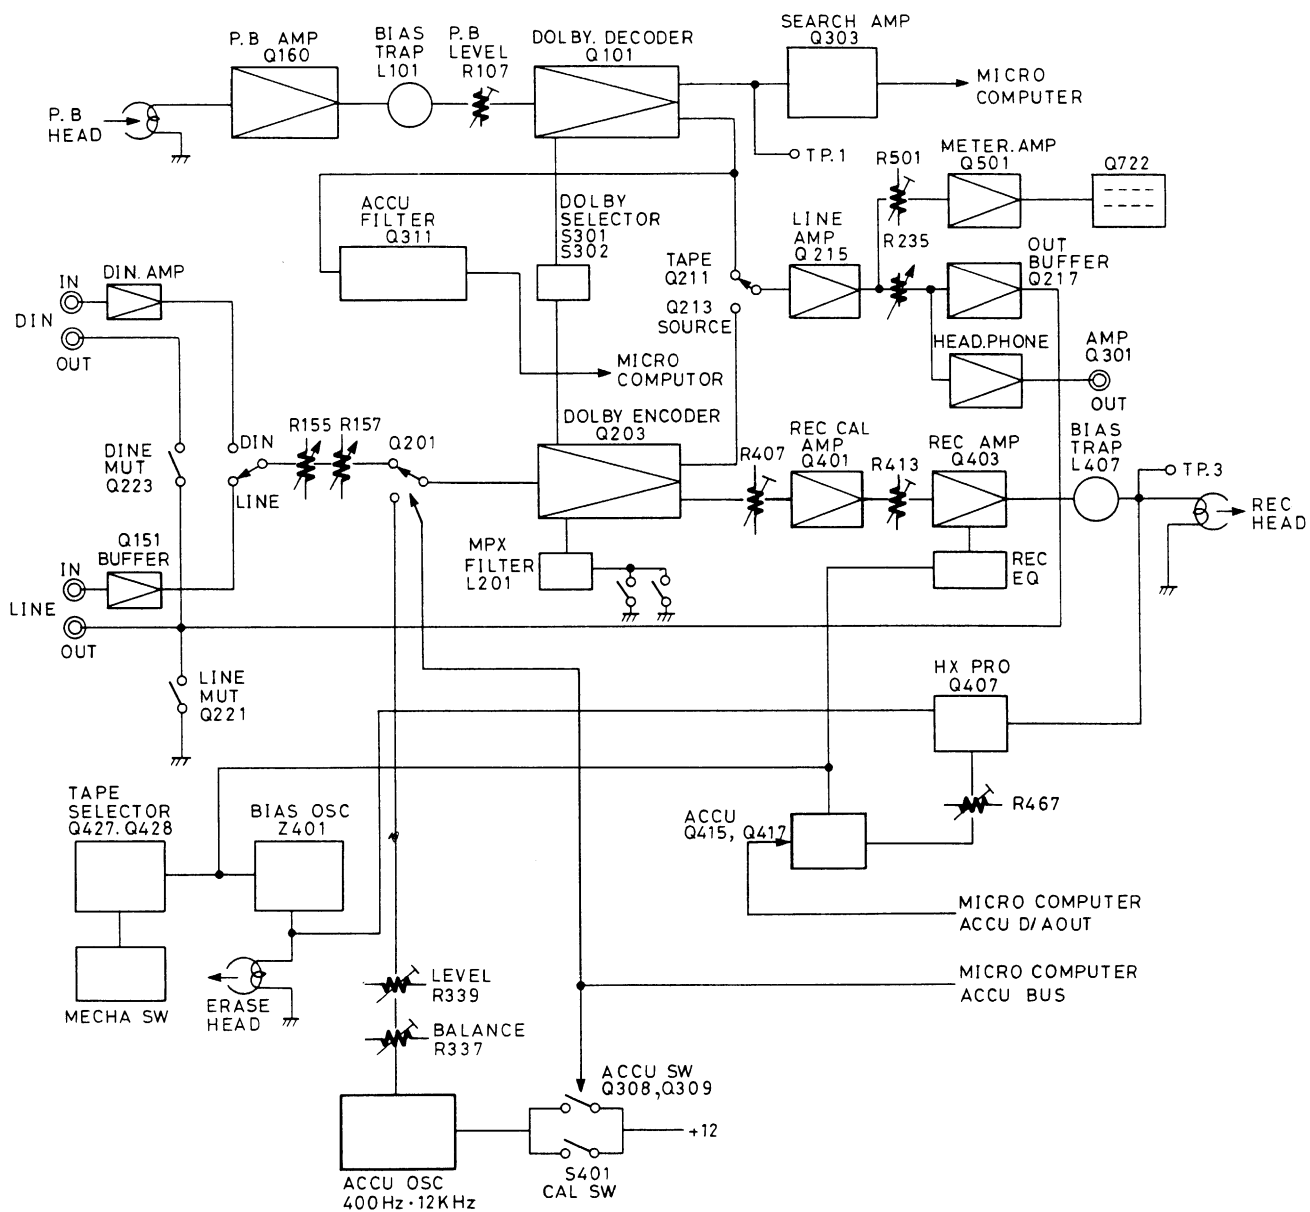 P.B AMP
Q160
BIAS
TRAP
L101
P.B
LEVEL
R107
DOLBY. DECODER
Q101
SEARCH AMP
Q303
MICRO
COMPUTER
P.B
HEAD
TP.1
R501
METER.AMP
Q501
Q722
ACCU
FILTER
Q311
DOLBY
SELECTOR
S301
S302
LINE
AMP
Q215
R235
OUT
BUFFER
Q217
TAPE
Q211
Q213
SOURCE
DIN. AMP
IN
DIN
OUT
HEAD.PHONE
AMP
Q301
OUT
MICRO
COMPUTOR
DINE
MUT
Q223
DIN
LINE
R155
R157
Q201
DOLBY ENCODER
Q203
R407
REC CAL
AMP
Q401
R413
REC AMP
Q403
BIAS
TRAP
L407
TP.3
REC
HEAD
Q151
BUFFER
IN
LINE
OUT
MPX
FILTER
L201
REC
EQ
LINE
MUT
Q221
HX PRO
Q407
R467
TAPE
SELECTOR
Q427. Q428
BIAS OSC
Z401
ACCU
Q415, Q417
MICRO COMPUTER
ACCU D/AOUT
MICRO COMPUTER
ACCU BUS
MECHA SW
ERASE
HEAD
LEVEL
R339
BALANCE
R337
ACCU SW
Q308,Q309
+12
S401
CAL SW
ACCU OSC
400Hz·12KHz